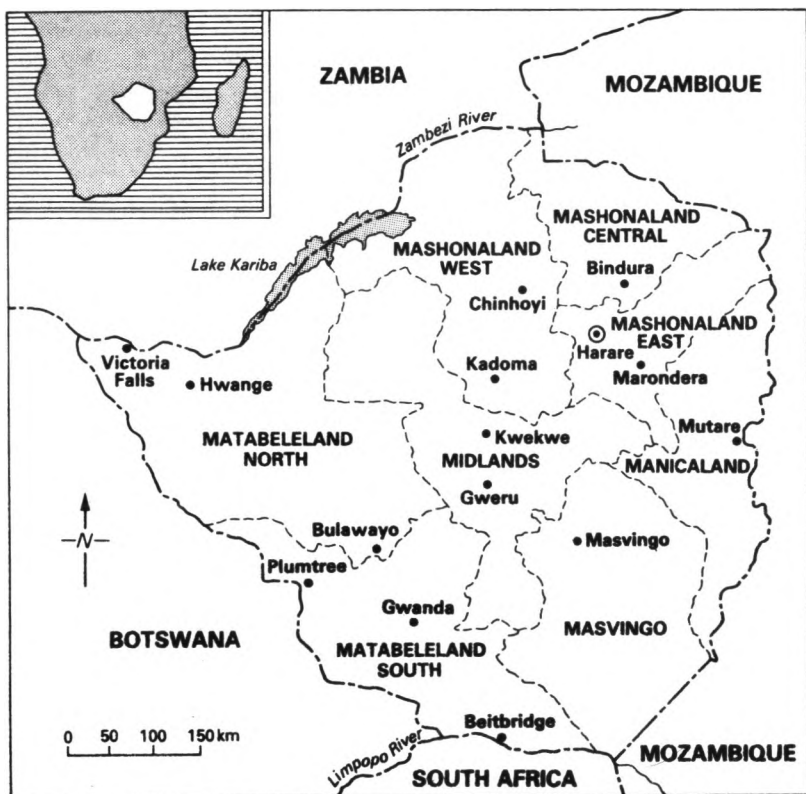 ZAMBIA
MOZAMBIQUE
Zambezi River
MASHONALAND
CENTRAL
Lake Kariba
MASHONALAND
WEST
Bindura
Chinhoyi
MASHONALAND
EAST
Harare
Victoria
Falls
Kadoma
Marondera
Hwange
Mutare
Kwekwe
MATABELELAND
NORTH
MIDLANDS
MANICALAND
Gweru
N
Bulawayo
Masvingo
Plumtree
Gwanda
BOTSWANA
MASVINGO
MATABELELAND
SOUTH
Beitbridge
0 50 100 150 km
Limpopo River
MOZAMBIQUE
SOUTH AFRICA